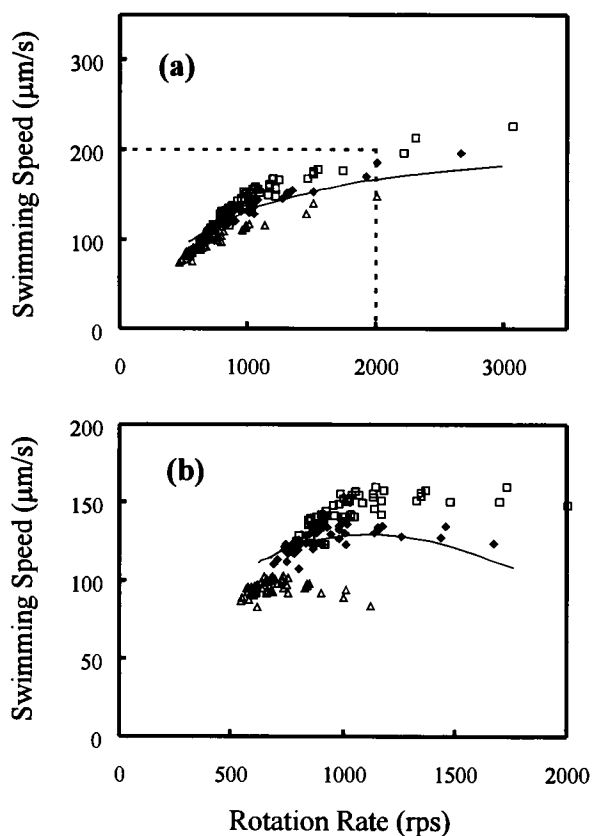 (a)
Swimming Speed (μm/s)
300
200
100
0
0 1000 2000 3000
(b)
Swimming Speed (μm/s)
200
150
100
50
0
0 500 1000 1500 2000
Rotation Rate (rps)